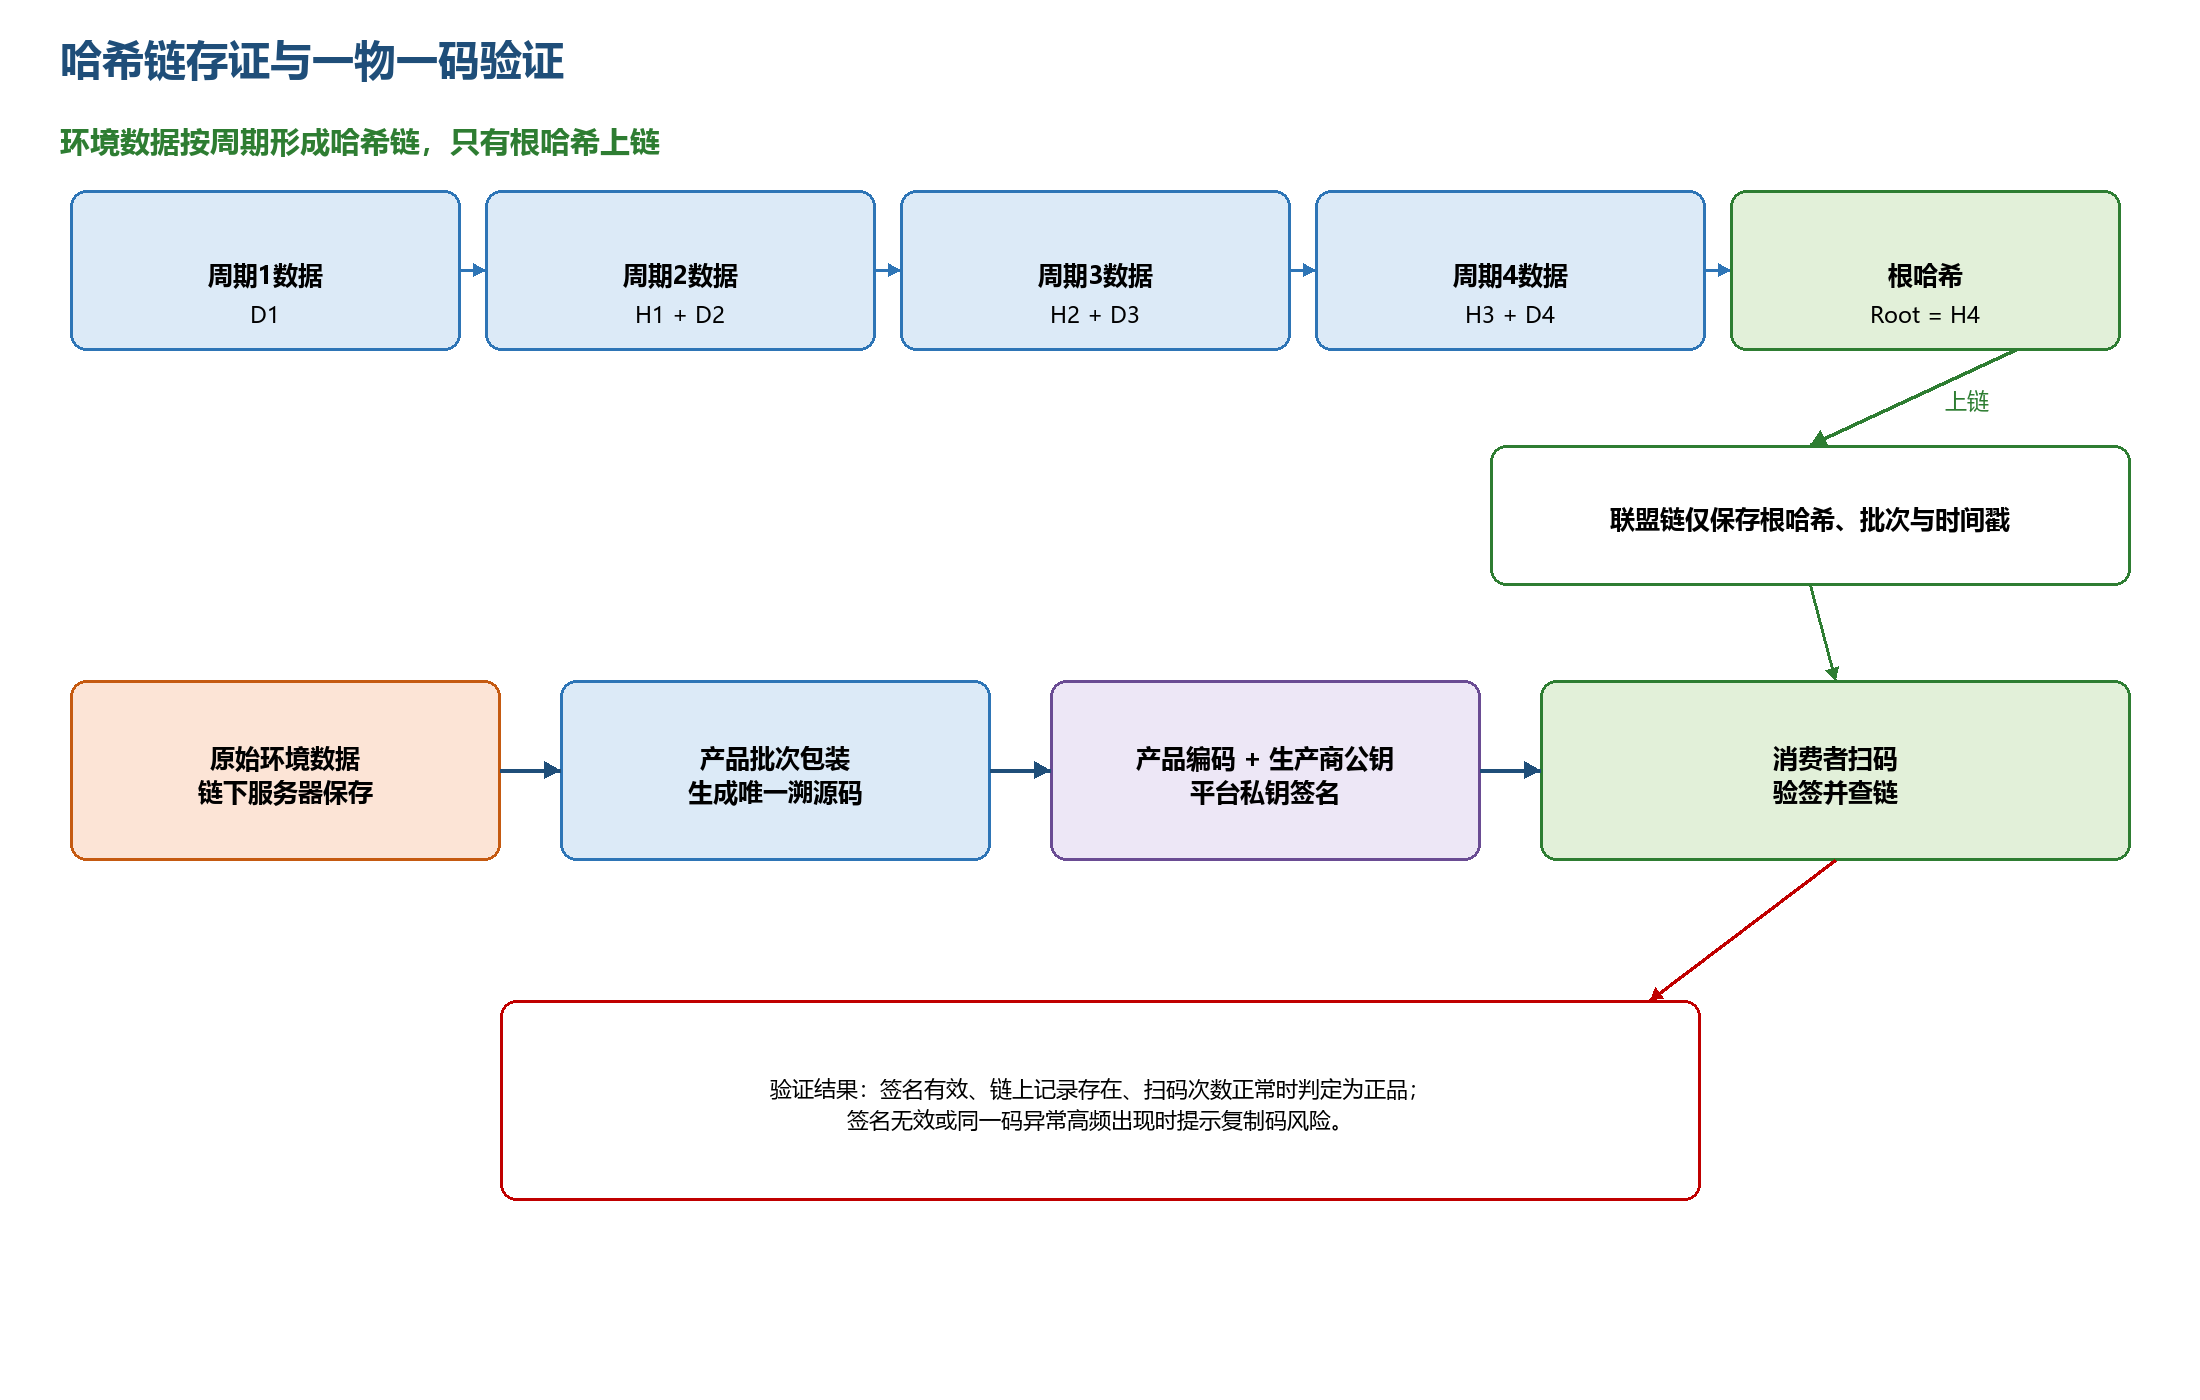 哈希链存证与一物一码验证
环境数据按周期形成哈希链，只有根哈希上链
周期1数据
D1
周期2数据
H1 + D2
周期3数据
H2 + D3
周期4数据
H3 + D4
根哈希
Root = H4
上链
联盟链仅保存根哈希、批次与时间戳
原始环境数据
链下服务器保存
产品批次包装
生成唯一溯源码
产品编码 + 生产商公钥
平台私钥签名
消费者扫码
验签并查链
验证结果：签名有效、链上记录存在、扫码次数正常时判定为正品；
签名无效或同一码异常高频出现时提示复制码风险。